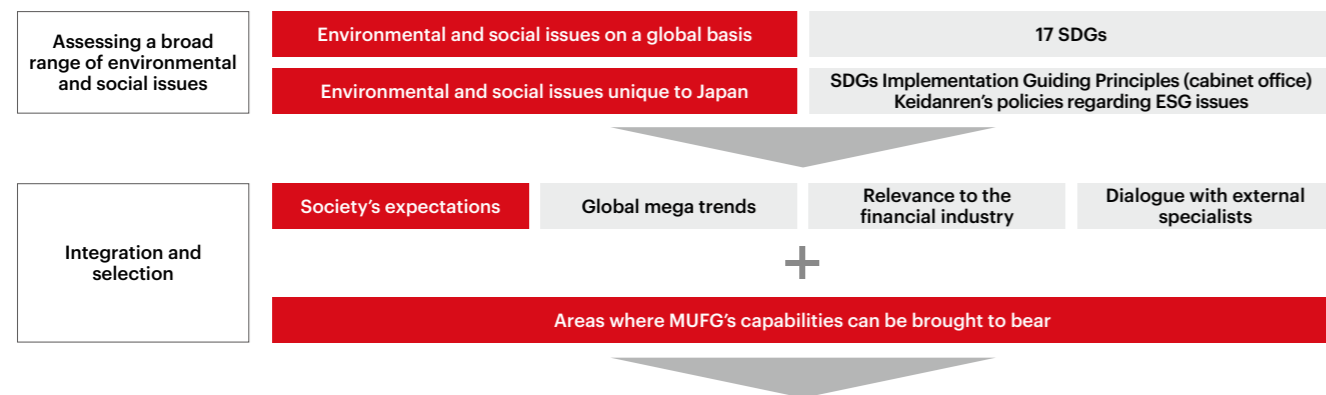 Assessing a broad
range of environmental
and social issues
Environmental and social issues on a global basis
17 SDGs
Environmental and social issues unique to Japan
SDGs Implementation Guiding Principles (cabinet office)
Keidanren's policies regarding ESG issues
Integration and
selection
Society's expectations
Global mega trends
Relevance to the
financial industry
Dialogue with external
specialists
+
Areas where MUFG's capabilities can be brought to bear